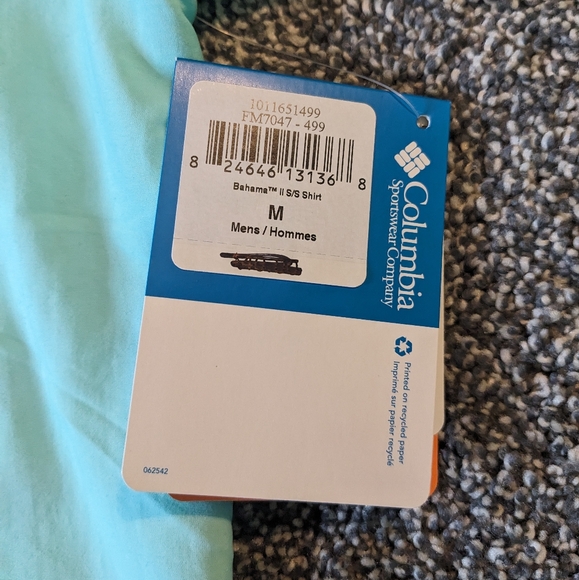 1011651499
FM7047 - 499
8 24646 13136 8
Bahama™ II S/S Shirt
M
Mens / Hommes
Columbia
Sportswear Company
Printed on recycled paper
Imprimé sur papier recyclé
062542